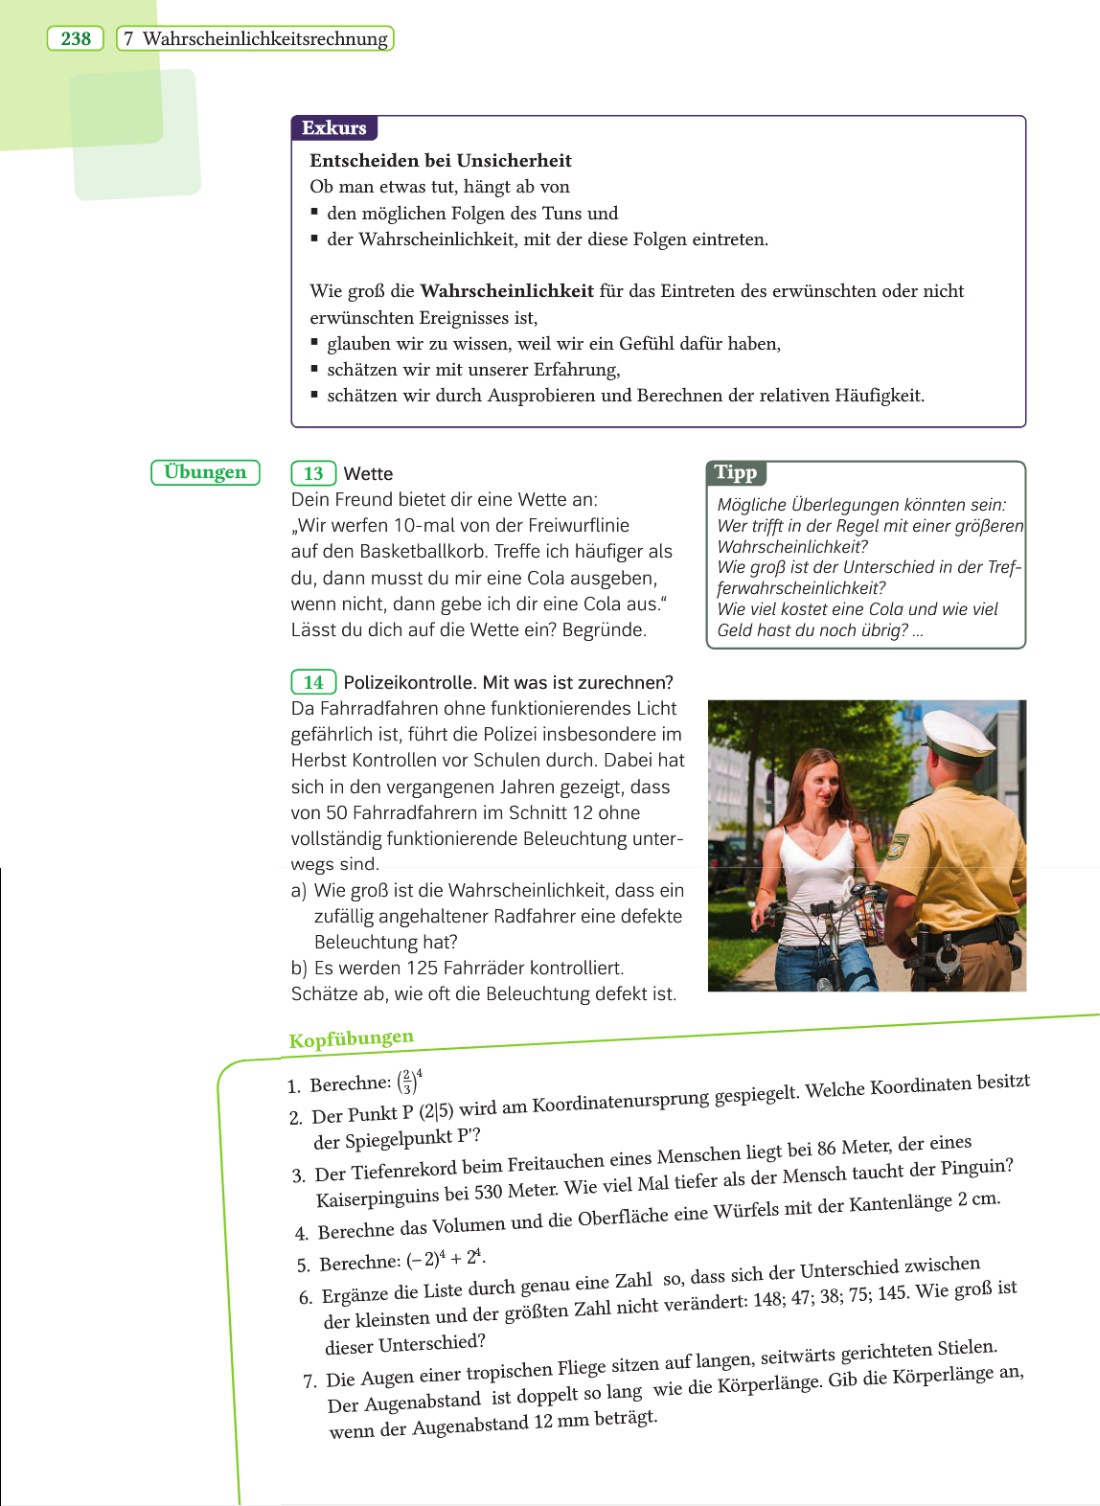 238 7 Wahrscheinlichkeitsrechnung
Exkurs
Entscheiden bei Unsicherheit
Ob man etwas tut, hängt ab von
▪ den möglichen Folgen des Tuns und
▪ der Wahrscheinlichkeit, mit der diese Folgen eintreten.
Wie groß die Wahrscheinlichkeit für das Eintreten des erwünschten oder nicht
erwünschten Ereignisses ist,
▪ glauben wir zu wissen, weil wir ein Gefühl dafür haben,
▪ schätzen wir mit unserer Erfahrung,
▪ schätzen wir durch Ausprobieren und Berechnen der relativen Häufigkeit.
Übungen
13 Wette
Dein Freund bietet dir eine Wette an:
„Wir werfen 10-mal von der Freiwurflinie
auf den Basketballkorb. Treffe ich häufiger als
du, dann musst du mir eine Cola ausgeben,
wenn nicht, dann gebe ich dir eine Cola aus.“
Lässt du dich auf die Wette ein? Begründe.
Tipp
Mögliche Überlegungen könnten sein:
Wer trifft in der Regel mit einer größeren
Wahrscheinlichkeit?
Wie groß ist der Unterschied in der Tref-
ferwahrscheinlichkeit?
Wie viel kostet eine Cola und wie viel
Geld hast du noch übrig? ...
14 Polizeikontrolle. Mit was ist zurechnen?
Da Fahrradfahren ohne funktionierendes Licht
gefährlich ist, führt die Polizei insbesondere im
Herbst Kontrollen vor Schulen durch. Dabei hat
sich in den vergangenen Jahren gezeigt, dass
von 50 Fahrradfahrern im Schnitt 12 ohne
vollständig funktionierende Beleuchtung unter-
wegs sind.
a) Wie groß ist die Wahrscheinlichkeit, dass ein
zufällig angehaltener Radfahrer eine defekte
Beleuchtung hat?
b) Es werden 125 Fahrräder kontrolliert.
Schätze ab, wie oft die Beleuchtung defekt ist.
Kopfübungen
1. Berechne: (2/3)⁴
2. Der Punkt P (2|5) wird am Koordinatenursprung gespiegelt. Welche Koordinaten besitzt
der Spiegelpunkt P'?
3. Der Tiefenrekord beim Freitauchen eines Menschen liegt bei 86 Meter, der eines
Kaiserpinguins bei 530 Meter. Wie viel Mal tiefer als der Mensch taucht der Pinguin?
4. Berechne das Volumen und die Oberfläche eine Würfels mit der Kantenlänge 2 cm.
5. Berechne: (−2)⁴ + 2⁴.
6. Ergänze die Liste durch genau eine Zahl so, dass sich der Unterschied zwischen
der kleinsten und der größten Zahl nicht verändert: 148; 47; 38; 75; 145. Wie groß ist
dieser Unterschied?
7. Die Augen einer tropischen Fliege sitzen auf langen, seitwärts gerichteten Stielen.
Der Augenabstand ist doppelt so lang wie die Körperlänge. Gib die Körperlänge an,
wenn der Augenabstand 12 mm beträgt.